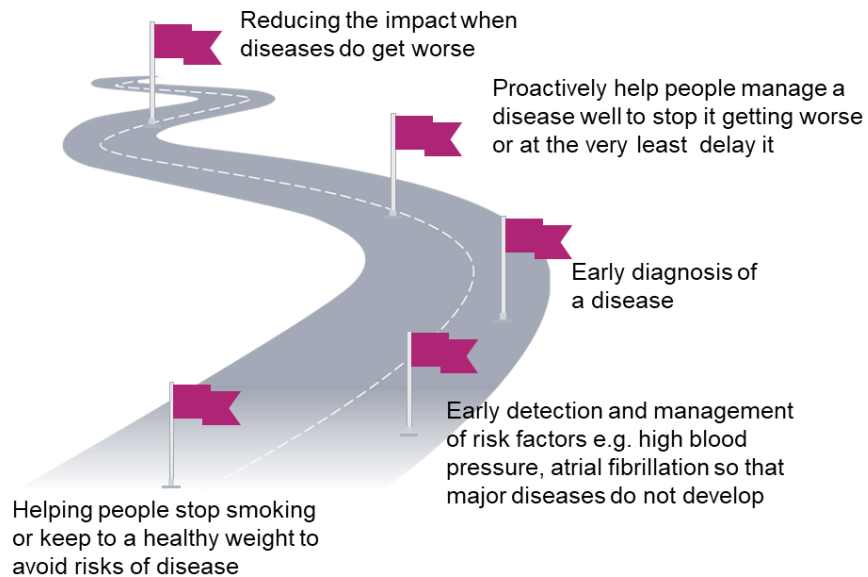 Reducing the impact when
diseases do get worse
Proactively help people manage a
disease well to stop it getting worse
or at the very least delay it
Early diagnosis of
a disease
Early detection and management
of risk factors e.g. high blood
pressure, atrial fibrillation so that
major diseases do not develop
Helping people stop smoking
or keep to a healthy weight to
avoid risks of disease